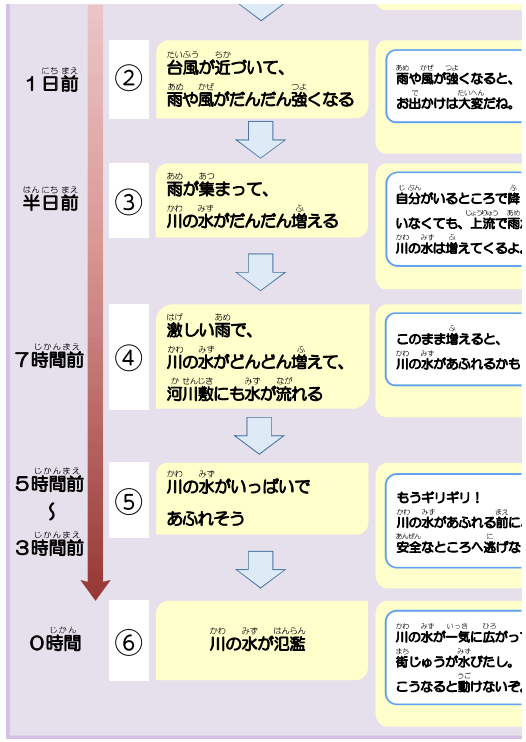 1日前
②
台風が近づいて、
雨や風がだんだん強くなる
雨や風が強くなると、
お出かけは大変だね。
半日前
③
雨が集まって、
川の水がだんだん増える
自分がいるところで降
いなくても、上流で雨が
川の水は増えてくるよ。
7時間前
④
激しい雨で、
川の水がどんどん増えて、
河川敷にも水が流れる
このまま増えると、
川の水があふれるかも
5時間前
~
3時間前
⑤
川の水がいっぱいで
あふれそう
もうギリギリ!
川の水があふれる前に、
安全なところへ逃げな
0時間
⑥
川の水が氾濫
川の水が一気に広がって
街じゅうが水びたし。
こうなると動けないぞ。